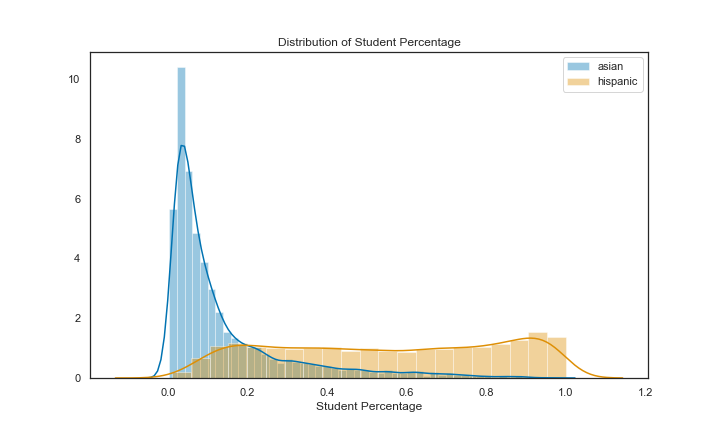 Distribution of Student Percentage
asian
hispanic
10
8
6
4
2
0
0.0 0.2 0.4 0.6 0.8 1.0 1.2
Student Percentage